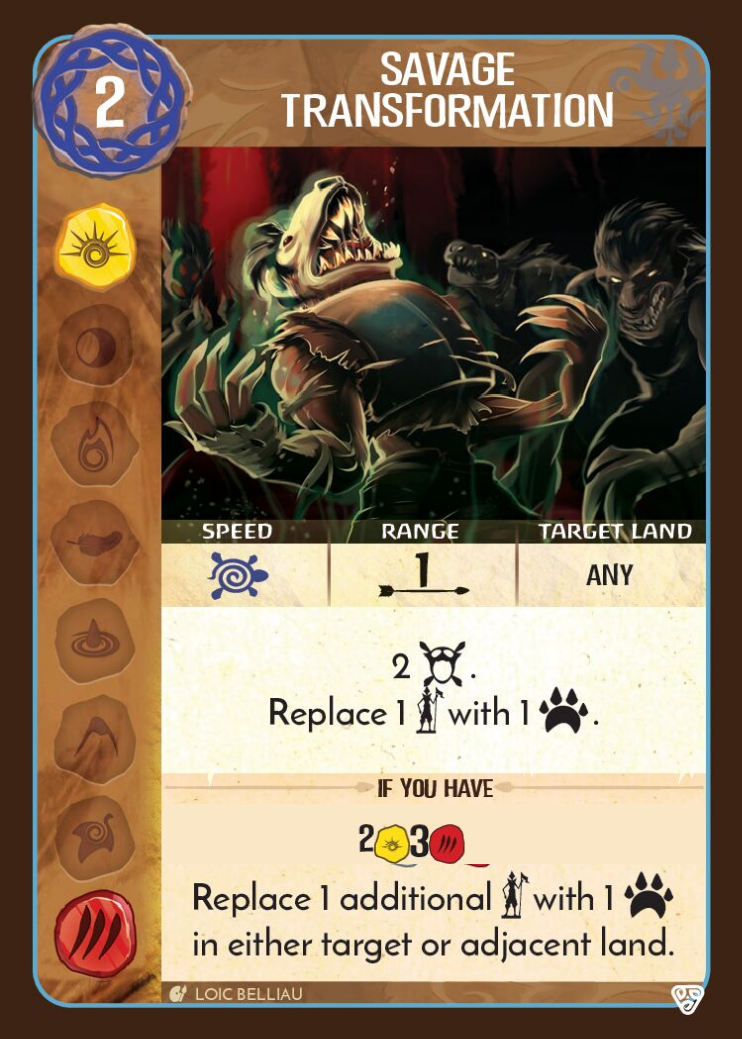 2
SAVAGE
TRANSFORMATION
SPEED RANGE TARGET LAND
1 ANY
2 .
Replace 1 with 1 .
IF YOU HAVE
2 3
Replace 1 additional with 1
in either target or adjacent land.
LOIC BELLIAU